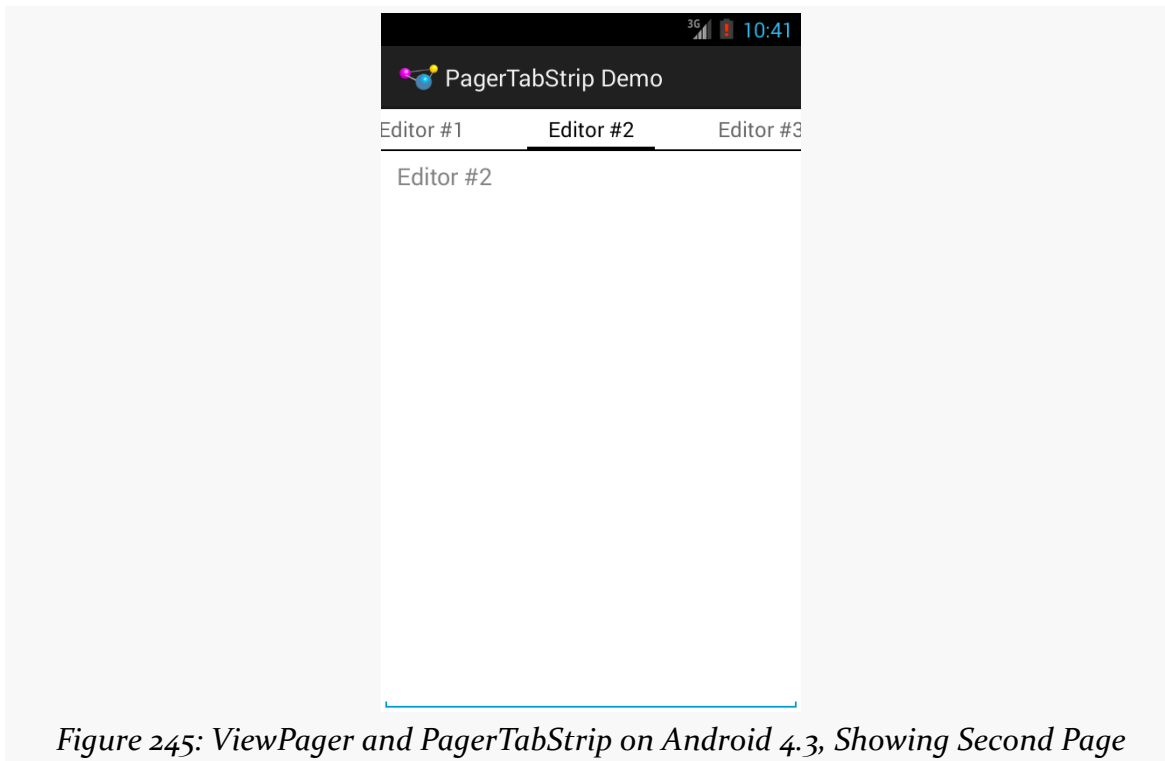 3G 10:41
PagerTabStrip Demo
Editor #1 Editor #2 Editor #3
Editor #2
Figure 245: ViewPager and PagerTabStrip on Android 4.3, Showing Second Page